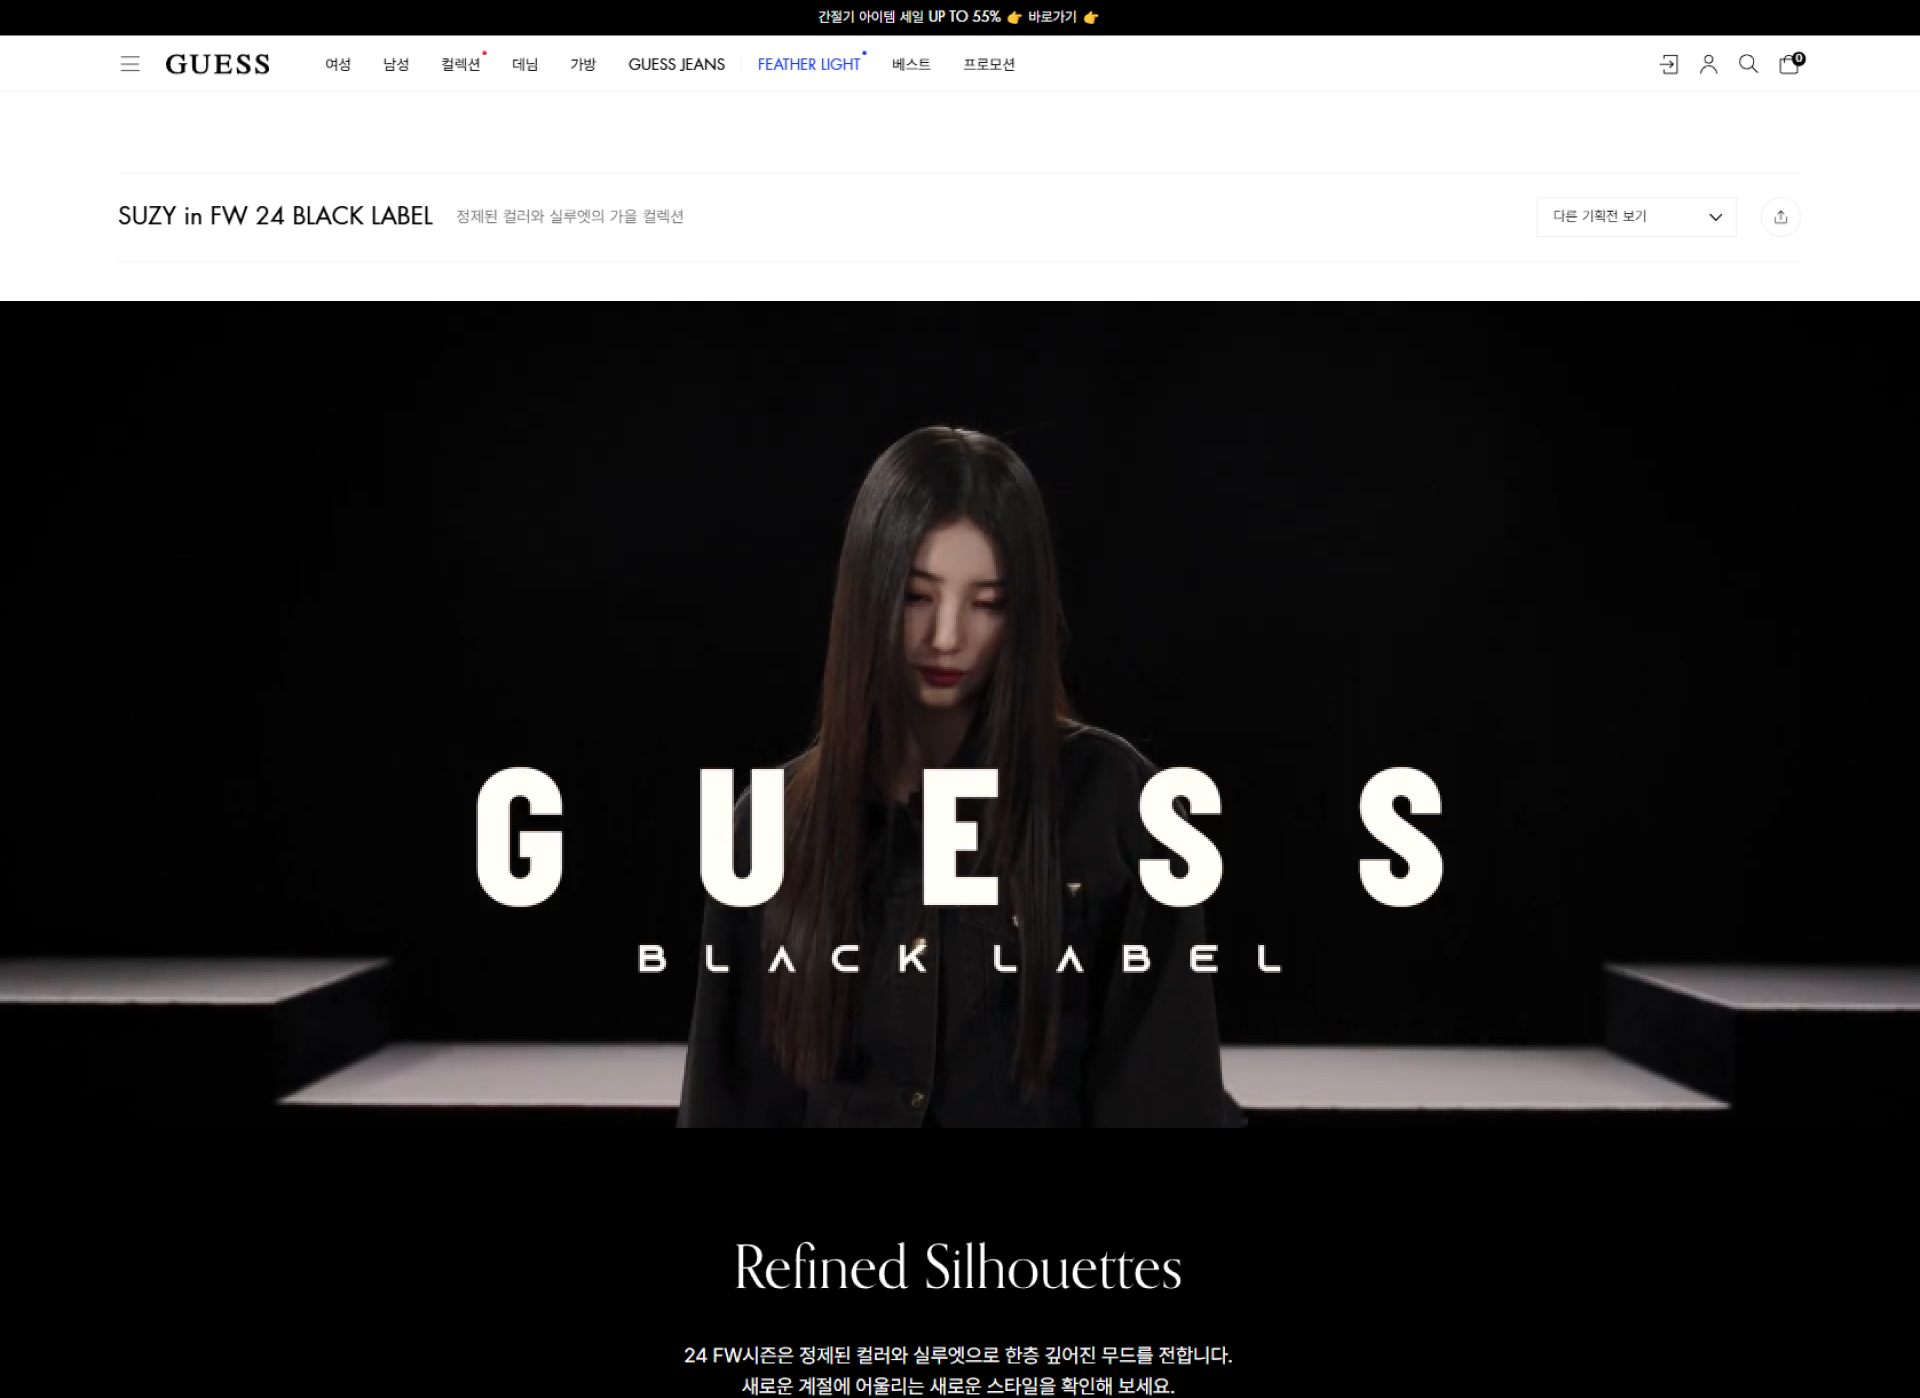 간절기 아이템 세일 UP TO 55% 👉 바로가기 👉
GUESS 여성 남성 컬렉션 데님 가방 GUESS JEANS FEATHER LIGHT 베스트 프로모션 0
SUZY in FW 24 BLACK LABEL 정제된 컬러와 실루엣의 가을 컬렉션 다른 기획전 보기
GUESS
BLACK LABEL
Refined Silhouettes
24 FW시즌은 정제된 컬러와 실루엣으로 한층 깊어진 무드를 전합니다.
새로운 계절에 어울리는 새로운 스타일을 확인해 보세요.